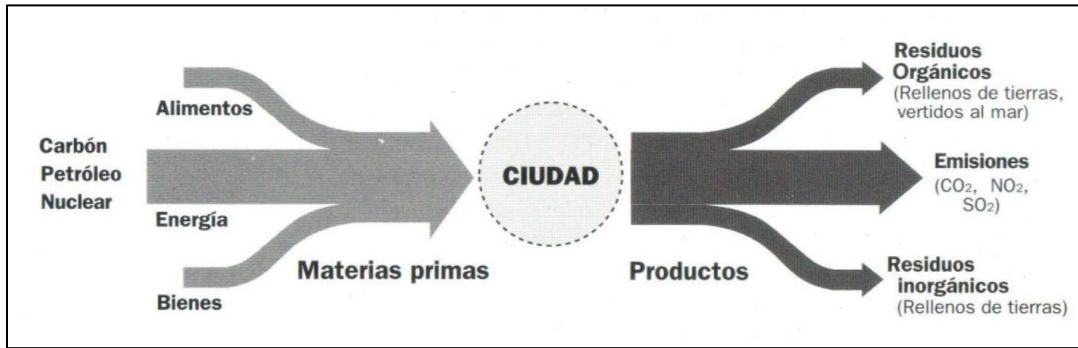 Alimentos
Carbón
Petróleo
Nuclear
Energía
Bienes
Materias primas
CIUDAD
Productos
Residuos
Orgánicos
(Rellenos de tierras,
vertidos al mar)
Emisiones
(CO₂, NO₂,
SO₂)
Residuos
inorgánicos
(Rellenos de tierras)